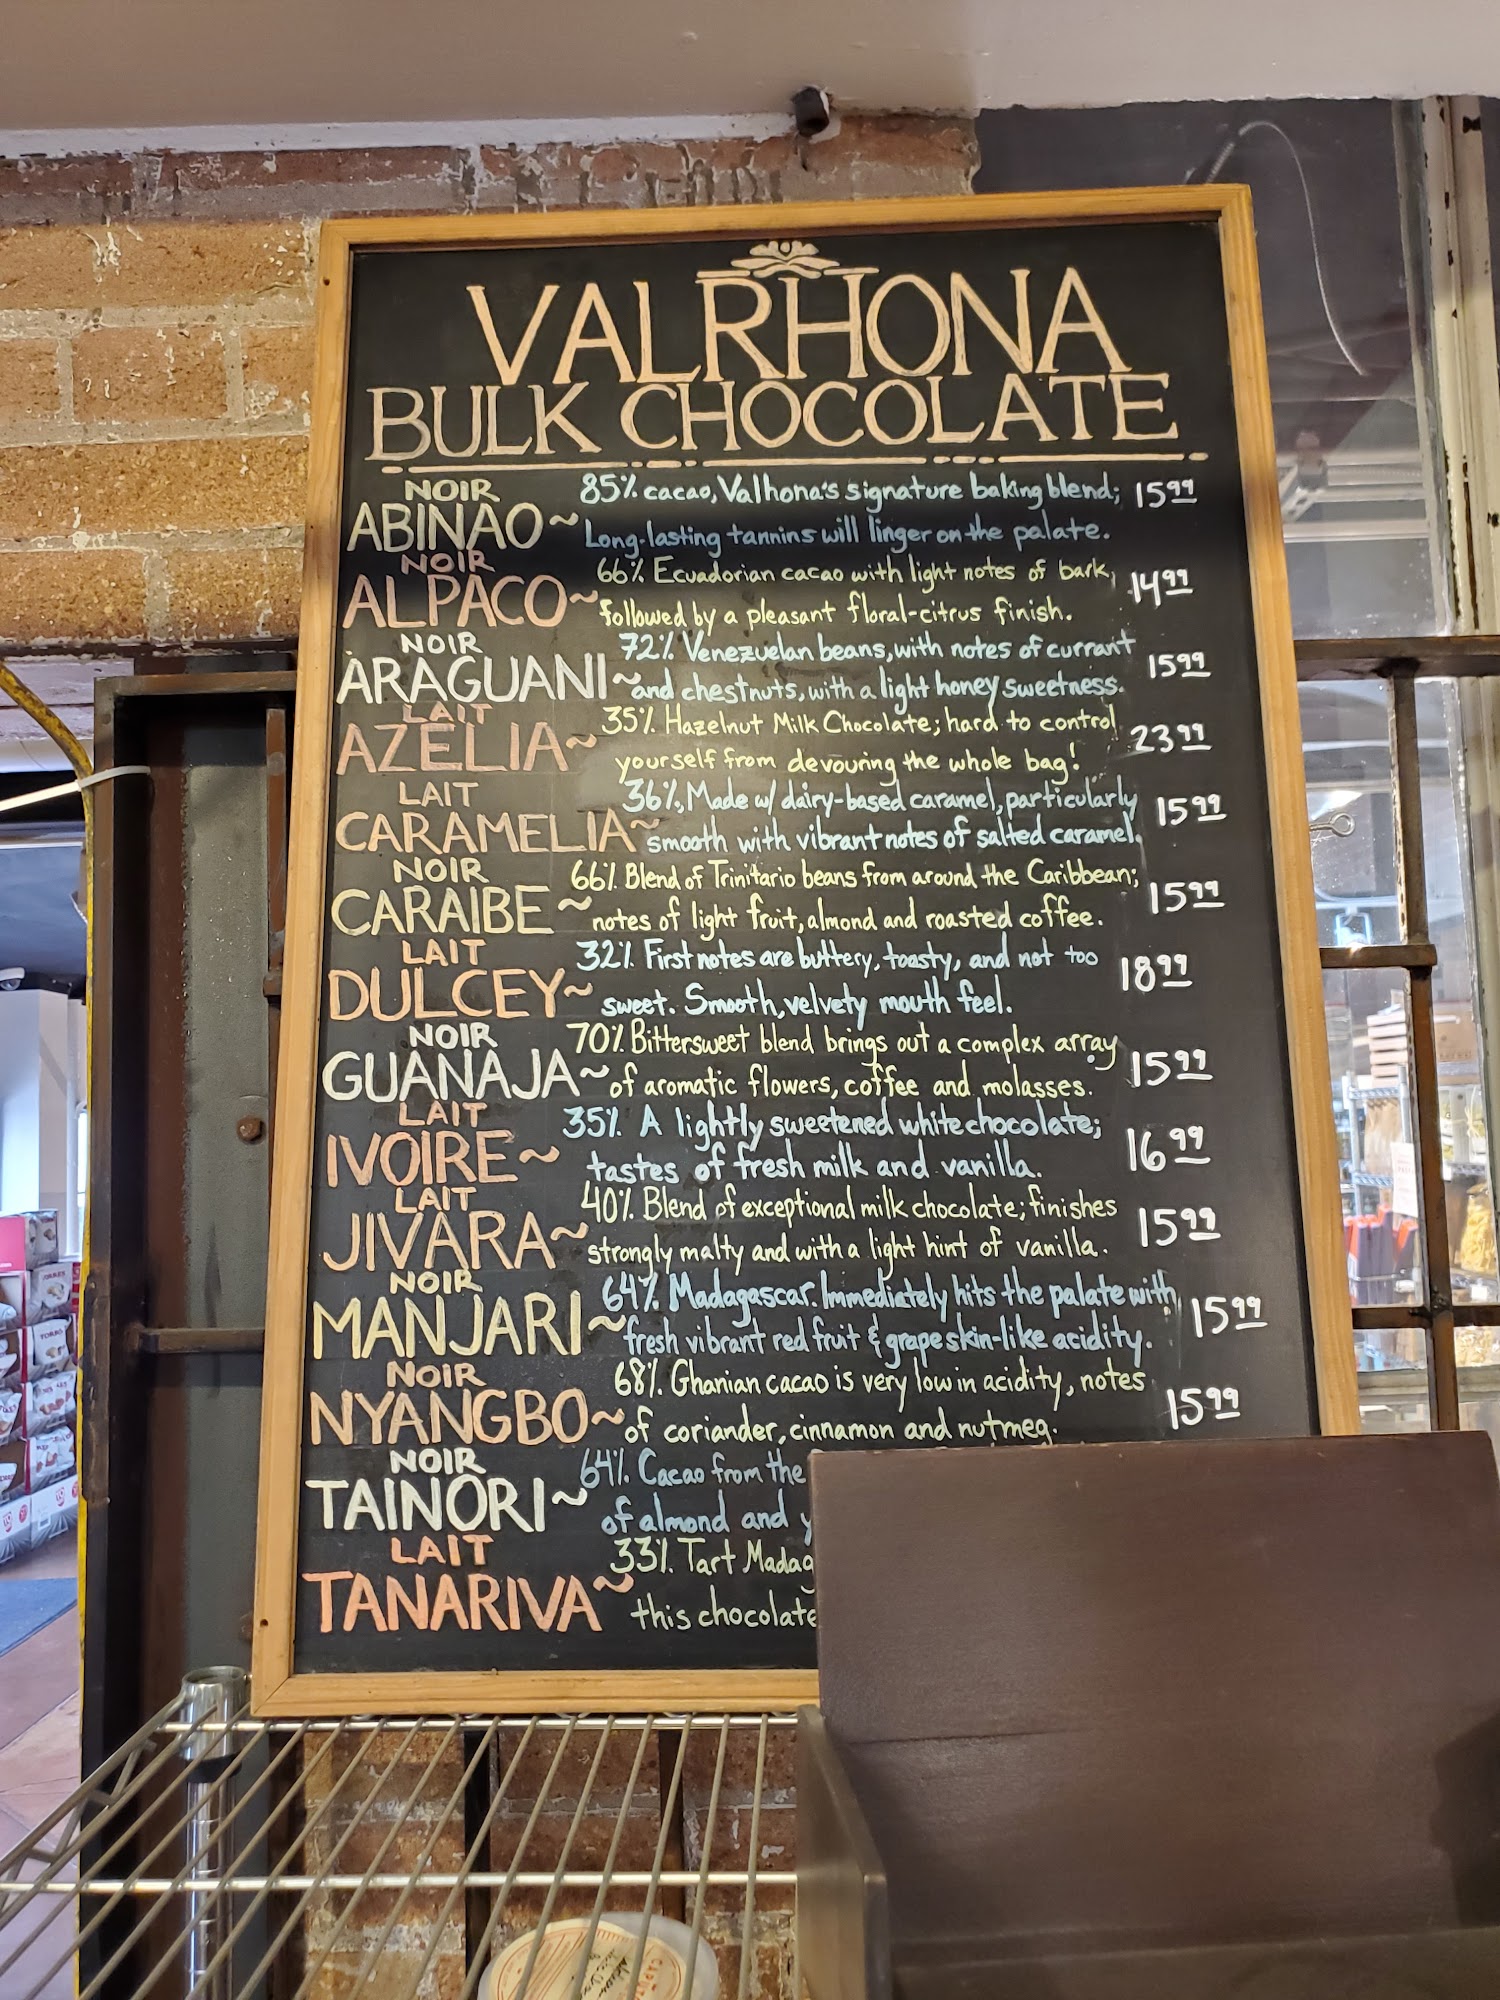 VALRHONA
BULK CHOCOLATE
NOIR
ABINAO~ 85% cacao, Valhona's signature baking blend; 15 99
Long-lasting tannins will linger on the palate.
NOIR
ALPACO~ 66% Ecuadorian cacao with light notes of bark, 14 99
followed by a pleasant floral-citrus finish.
NOIR
ARAGUANI~ 72% Venezuelan beans, with notes of currant 15 99
and chestnuts, with a light honey sweetness.
LAIT
AZELIA~ 35% Hazelnut Milk Chocolate; hard to control 23 99
yourself from devouring the whole bag!
LAIT
CARAMELIA~ 36%, Made w/ dairy-based caramel, particularly 15 99
smooth with vibrant notes of salted caramel.
NOIR
CARAIBE~ 66% Blend of Trinitario beans from around the Caribbean; 15 99
notes of light fruit, almond and roasted coffee.
LAIT
DULCEY~ 32% First notes are buttery, toasty, and not too 18 99
sweet. Smooth, velvety mouth feel.
NOIR
GUANAJA~ 70% Bittersweet blend brings out a complex array 15 99
of aromatic flowers, coffee and molasses.
LAIT
IVOIRE~ 35% A lightly sweetened white chocolate; 16 99
tastes of fresh milk and vanilla.
LAIT
JIVARA~ 40% Blend of exceptional milk chocolate; finishes 15 99
strongly malty and with a light hint of vanilla.
NOIR
MANJARI~ 64% Madagascar. Immediately hits the palate with 15 99
fresh vibrant red fruit & grapeskin-like acidity.
NOIR
NYANGBO~ 68% Ghanian cacao is very low in acidity, notes 15 99
of coriander, cinnamon and nutmeg.
NOIR
TAINORI~ 64% Cacao from the
of almond and
LAIT
TANARIVA~ 33% Tart Madag
this chocolate